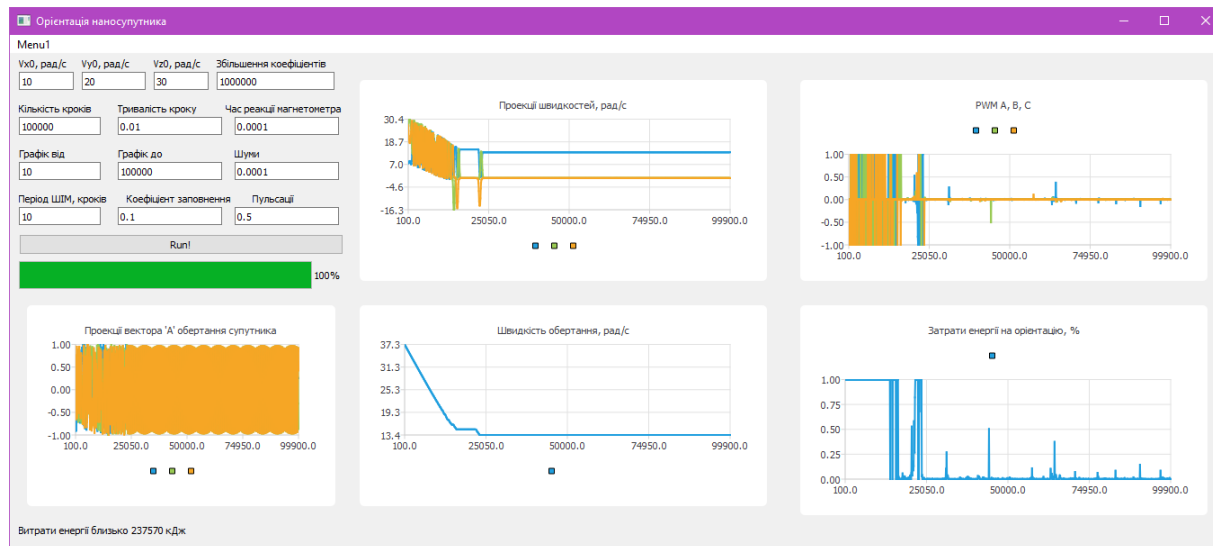 Орієнтація наносупутника
Menu1
Vx0, рад/с Vy0, рад/с Vz0, рад/с Збільшення коефіцієнтів
10 20 30 1000000
Кількість кроків Тривалість кроку Час реакції магнетометра
100000 0.01 0.0001
Графік від Графік до Шуми
10 100000 0.0001
Період ШІМ, кроків Коефіцієнт заповнення Пульсації
10 0.1 0.5
Run!
100%
Проекції швидкостей, рад/с
30.4
18.7
7.0
-4.6
-16.3
100.0 25050.0 50000.0 74950.0 99900.0
PWM A, B, C
1.00
0.50
0.00
-0.50
-1.00
100.0 25050.0 50000.0 74950.0 99900.0
Проекції вектора 'A' обертання супутника
1.00
0.50
0.00
-0.50
-1.00
100.0 25050.0 50000.0 74950.0 99900.0
Швидкість обертання, рад/с
37.3
31.3
25.3
19.3
13.4
100.0 25050.0 50000.0 74950.0 99900.0
Затрати енергії на орієнтацію, %
1.00
0.75
0.50
0.25
0.00
100.0 25050.0 50000.0 74950.0 99900.0
Витрати енергії близько 237570 кДж